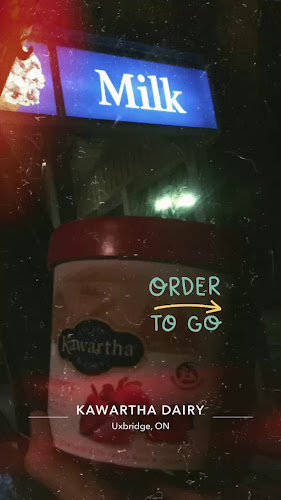 Milk
ORDER
TO GO
Kawartha
KAWARTHA DAIRY
Uxbridge, ON